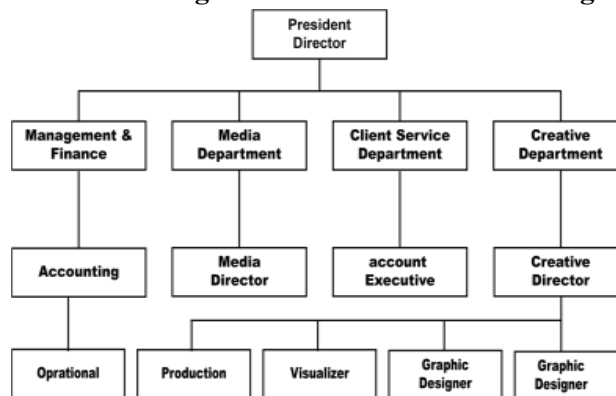 President
Director
Management &
Finance
Media
Department
Client Service
Department
Creative
Department
Accounting
Media
Director
account
Executive
Creative
Director
Oprational
Production
Visualizer
Graphic
Designer
Graphic
Designer